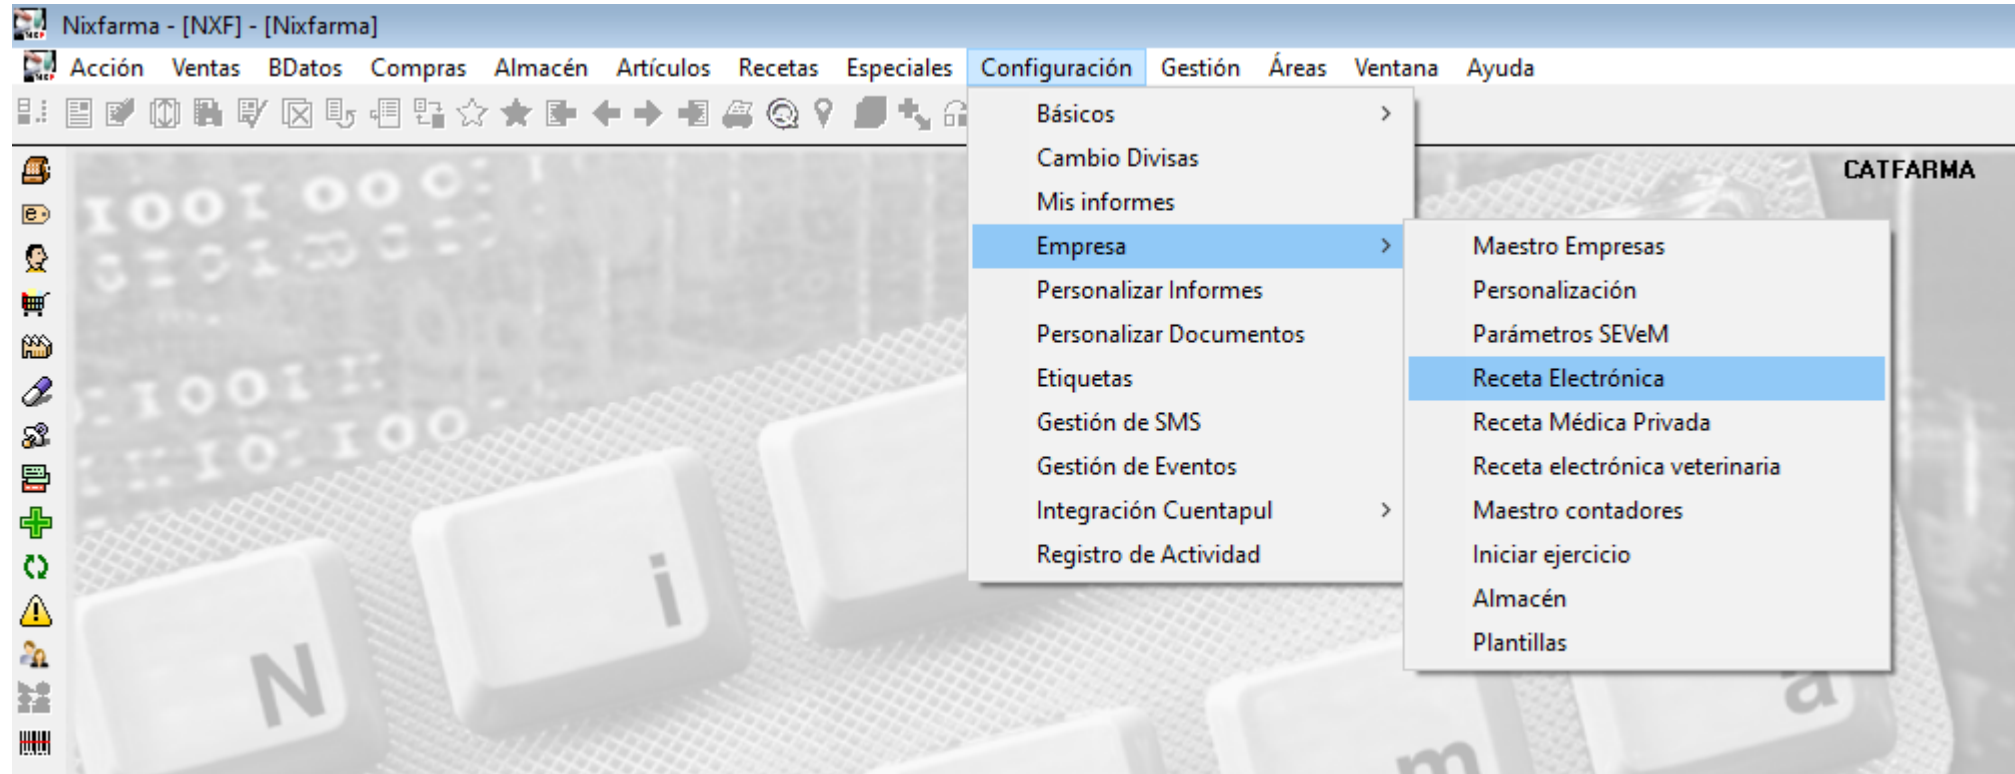 Nixfarma - [NXF] - [Nixfarma]
Acción Ventas BDatos Compras Almacén Artículos Recetas Especiales Configuración Gestión Áreas Ventana Ayuda
Básicos
Cambio Divisas
Mis informes
Empresa
Personalizar Informes
Personalizar Documentos
Etiquetas
Gestión de SMS
Gestión de Eventos
Integración Cuentapul
Registro de Actividad
CATFARMA
Maestro Empresas
Personalización
Parámetros SEVeM
Receta Electrónica
Receta Médica Privada
Receta electrónica veterinaria
Maestro contadores
Iniciar ejercicio
Almacén
Plantillas
N i m a